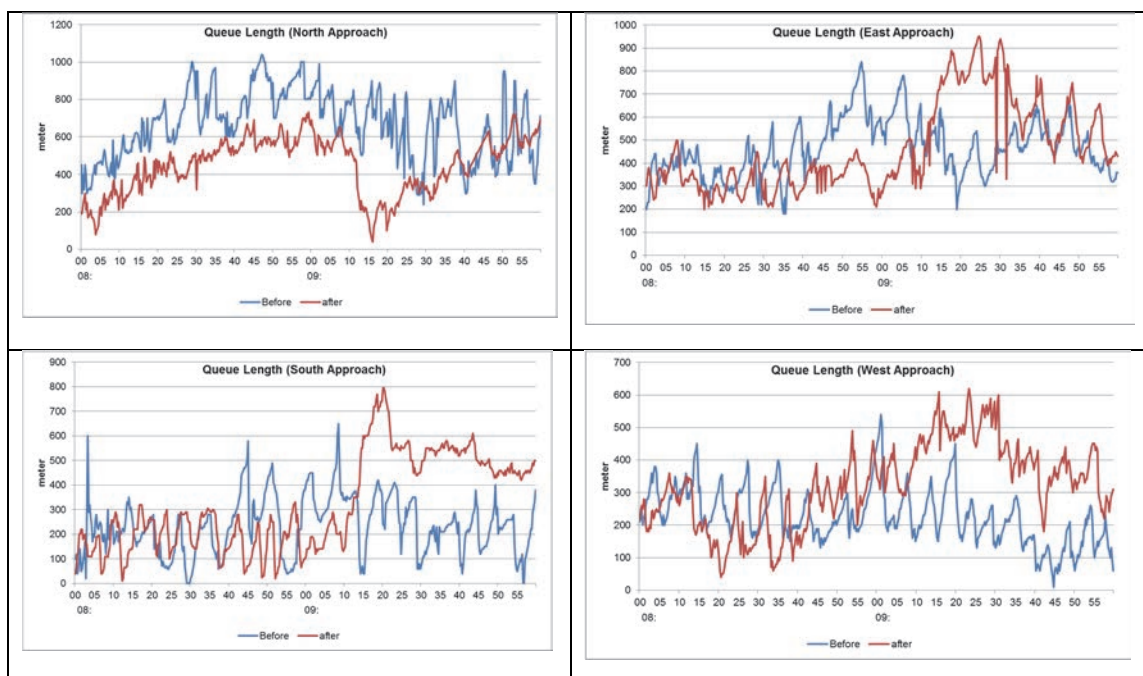 Queue Length (North Approach)
1200
1000
800
600
400
200
0
meter
00 05 10 15 20 25 30 35 40 45 50 55 00 05 10 15 20 25 30 35 40 45 50 55
08: 09:
Before after
Queue Length (East Approach)
1000
900
800
700
600
500
400
300
200
100
0
meter
00 05 10 15 20 25 30 35 40 45 50 55 00 05 10 15 20 25 30 35 40 45 50 55
08: 09:
Before after
Queue Length (South Approach)
900
800
700
600
500
400
300
200
100
0
meter
00 05 10 15 20 25 30 35 40 45 50 55 00 05 10 15 20 25 30 35 40 45 50 55
08: 09:
Before after
Queue Length (West Approach)
700
600
500
400
300
200
100
0
meter
00 05 10 15 20 25 30 35 40 45 50 55 00 05 10 15 20 25 30 35 40 45 50 55
08: 09:
Before after